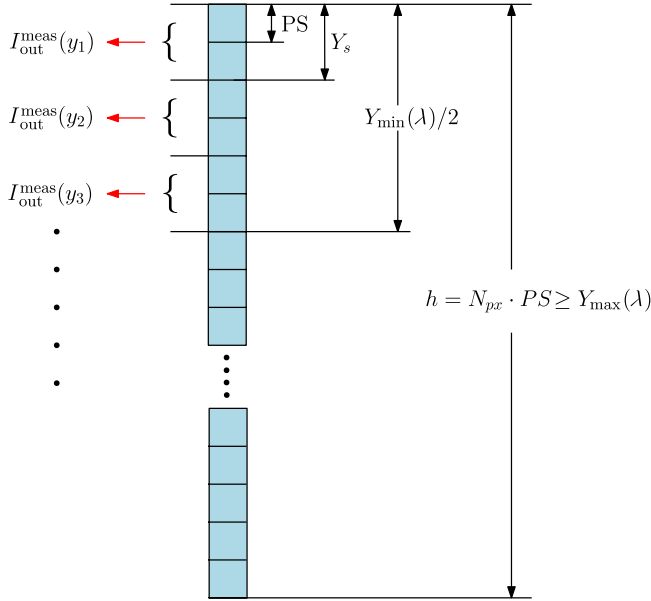 PS
I_out^meas(y_1)
Y_s
I_out^meas(y_2)
Y_min(λ)/2
I_out^meas(y_3)
h = N_px · PS ≥ Y_max(λ)